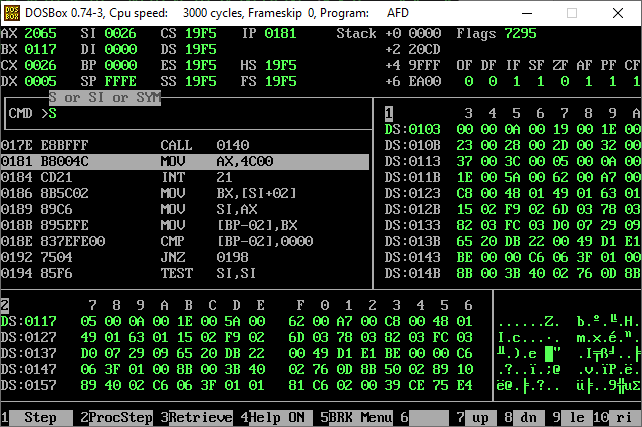 DOSBox 0.74-3, Cpu speed: 3000 cycles, Frameskip 0, Program: AFD
AX 2065 SI 0026 CS 19F5 IP 0181 Stack +0 0000 Flags 7295
BX 0117 DI 0000 DS 19F5 +2 20CD
CX 0026 BP 0000 ES 19F5 HS 19F5 +4 9FFF OF DF IF SF ZF AF PF CF
DX 0005 SP FFFE SS 19F5 FS 19F5 +6 EA00 0 0 1 0 0 1 1 1
S or SI or SYM
CMD >S
1 3 4 5 6 7 8 9 A
DS:0103 00 00 0A 00 19 00 1E 00
DS:010B 23 00 28 00 2D 00 32 00
DS:0113 37 00 3C 00 05 00 0A 00
DS:011B 1E 00 5A 00 62 00 A7 00
DS:0123 C8 00 48 01 49 01 63 01
DS:012B 15 02 F9 02 6D 03 78 03
DS:0133 82 03 FC 03 D0 07 29 09
DS:013B 65 20 DB 22 00 49 D1 E1
DS:0143 BE 00 00 C6 06 3F 01 00
DS:014B 8B 00 3B 40 02 76 0D 8B
017E E8BFFF CALL 0140
0181 B8004C MOV AX,4C00
0184 CD21 INT 21
0186 8B5C02 MOV BX,[SI+02]
0189 89C6 MOV SI,AX
018B 895EFE MOV [BP-02],BX
018E 837EFE00 CMP [BP-02],0000
0192 7504 JNZ 0198
0194 85F6 TEST SI,SI
2 7 8 9 A B C D E F 0 1 2 3 4 5 6
DS:0117 05 00 0A 00 1E 00 5A 00 62 00 A7 00 C8 00 48 01
DS:0127 49 01 63 01 15 02 F9 02 6D 03 78 03 82 03 FC 03
DS:0137 D0 07 29 09 65 20 DB 22 00 49 D1 E1 BE 00 00 C6
DS:0147 06 3F 01 00 8B 00 3B 40 02 76 0D 8B 50 02 89 10
DS:0157 89 40 02 C6 06 3F 01 01 81 C6 02 00 39 CE 75 E4
1 Step 2 ProcStep 3 Retrieve 4 Help ON 5 BRK Menu 6 7 up 8 dn 9 le 10 ri